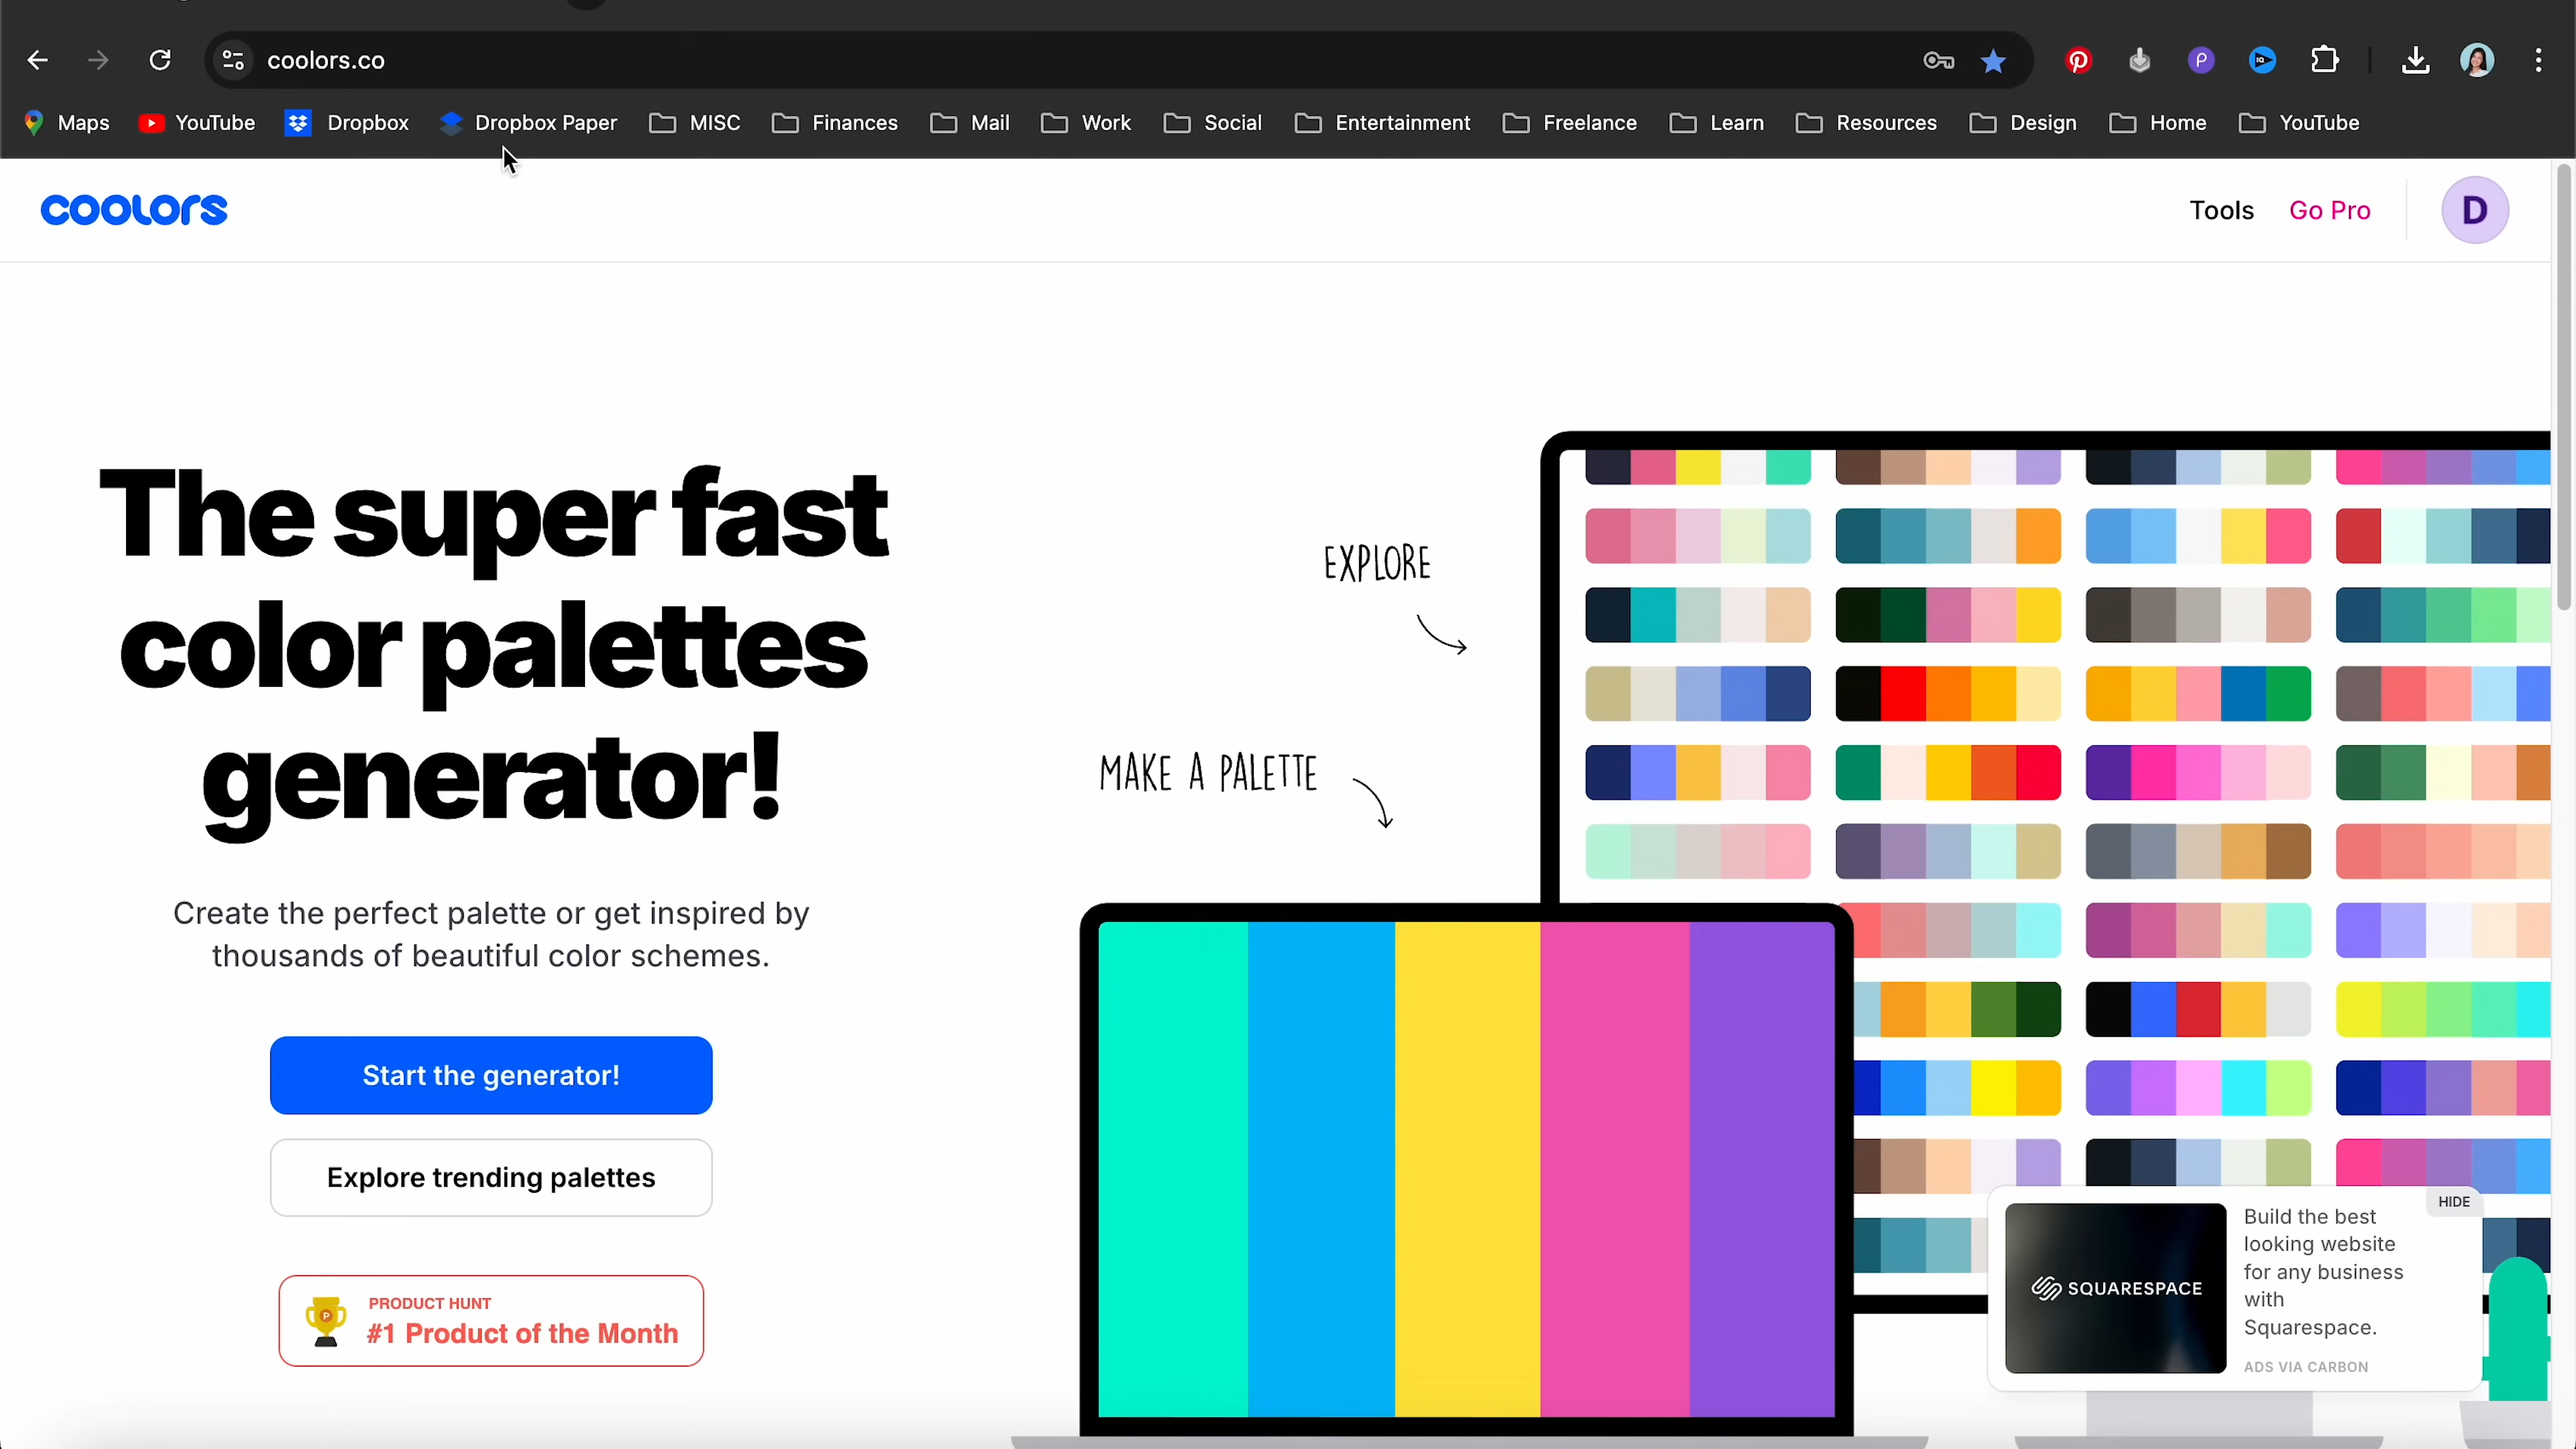 coolors.co
Maps YouTube Dropbox Dropbox Paper MISC Finances Mail Work Social Entertainment Freelance Learn Resources Design Home YouTube
coolors
Tools Go Pro D
The super fast
color palettes
generator!
Create the perfect palette or get inspired by
thousands of beautiful color schemes.
Start the generator!
Explore trending palettes
PRODUCT HUNT
#1 Product of the Month
EXPLORE
MAKE A PALETTE
HIDE
SQUARESPACE
Build the best
looking website
for any business
with
Squarespace.
ADS VIA CARBON